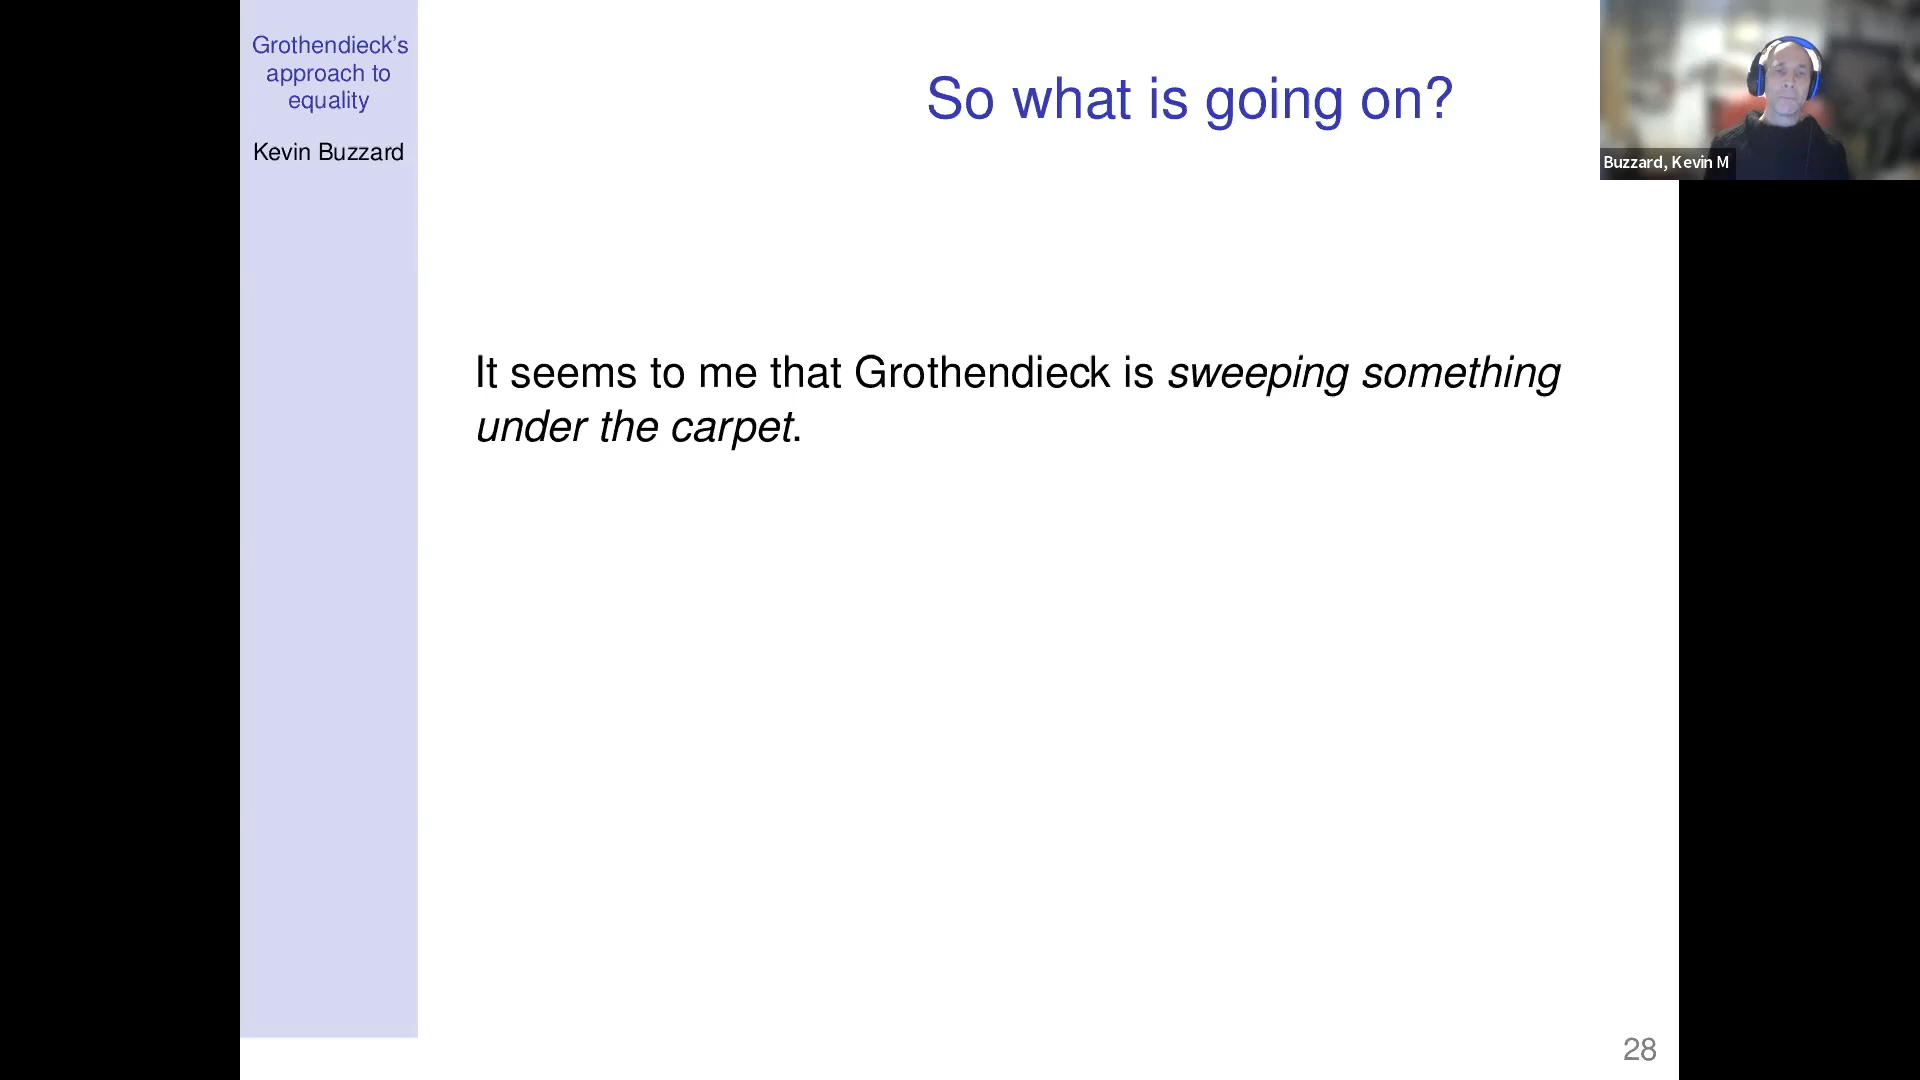 Grothendieck's
approach to
equality
Kevin Buzzard
So what is going on?
Buzzard, Kevin M
It seems to me that Grothendieck is sweeping something
under the carpet.
28